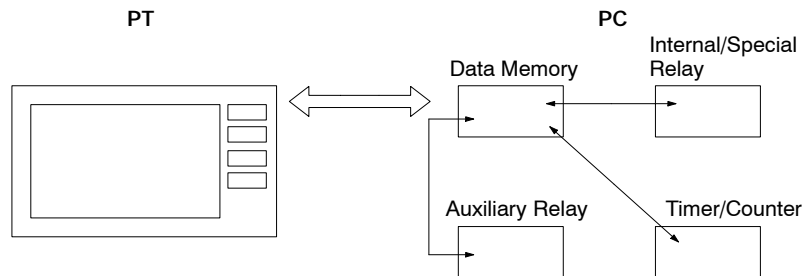 PT
PC
Internal/Special
Relay
Data Memory
Auxiliary Relay
Timer/Counter